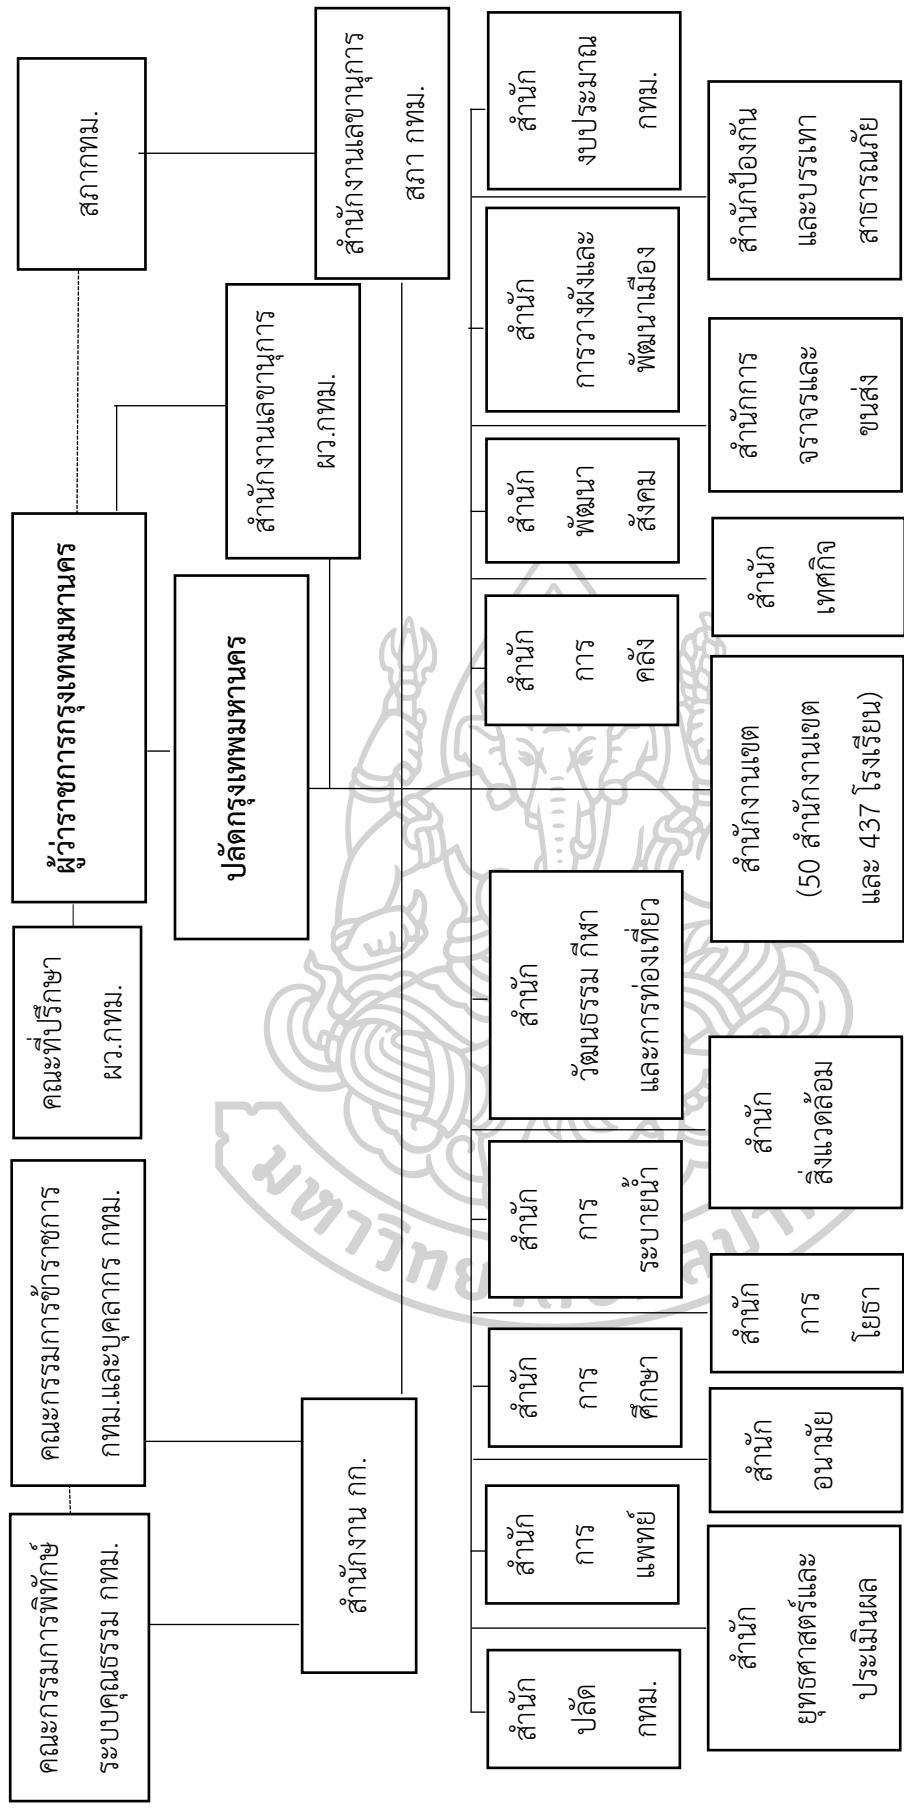 คณะกรรมการพิทักษ์
ระบบคุณธรรม กทม.
คณะกรรมการข้าราชการ
กทม.และบุคลากร กทม.
คณะที่ปรึกษา
ผว.กทม.
ผู้ว่าราชการกรุงเทพมหานคร
สภากทม.
ปลัดกรุงเทพมหานคร
สำนักงานเลขานุการ
ผว.กทม.
สำนักงานเลขานุการ
สภา กทม.
สำนักงาน กก.
สำนัก
ปลัด
กทม.
สำนัก
การ
แพทย์
สำนัก
การ
ศึกษา
สำนัก
การ
ระบายน้ำ
สำนัก
วัฒนธรรม กีฬา
และการท่องเที่ยว
สำนัก
การ
คลัง
สำนัก
พัฒนา
สังคม
สำนัก
การวางผังและ
พัฒนาเมือง
สำนัก
งบประมาณ
กทม.
สำนัก
ยุทธศาสตร์และ
ประเมินผล
สำนัก
อนามัย
สำนัก
การ
โยธา
สำนัก
สิ่งแวดล้อม
สำนักงานเขต
(50 สำนักงานเขต
และ 437 โรงเรียน)
สำนัก
เทศกิจ
สำนักการ
จราจรและ
ขนส่ง
สำนักป้องกัน
และบรรเทา
สาธารณภัย